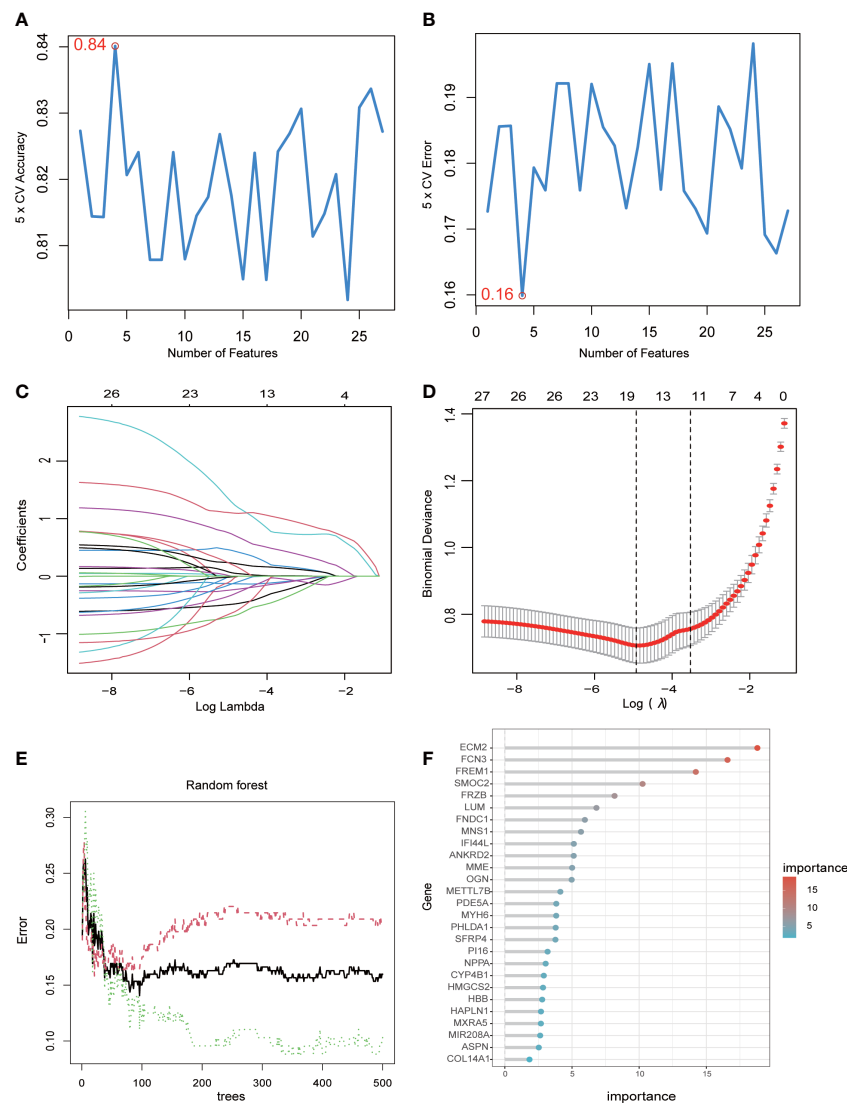 A
0.84
0.84
0.83
0.82
0.81
5 x CV Accuracy
0 5 10 15 20 25
Number of Features
B
0.19
0.18
0.17
0.16
0.16
5 x CV Error
0 5 10 15 20 25
Number of Features
C
26 23 13 4
2
1
0
−1
Coefficients
−8 −6 −4 −2
Log Lambda
D
27 26 26 23 19 13 11 7 4 0
1.4
1.2
1.0
0.8
Binomial Deviance
−8 −6 −4 −2
Log ( λ)
E
Random forest
0.30
0.25
0.20
0.15
0.10
Error
0 100 200 300 400 500
trees
F
ECM2
FCN3
FREM1
SMOC2
FRZB
LUM
FNDC1
MNS1
IFI44L
ANKRD2
MME
OGN
METTL7B
PDE5A
MYH6
PHLDA1
SFRP4
PI16
NPPA
CYP4B1
HMGCS2
HBB
HAPLN1
MXRA5
MIR208A
ASPN
COL14A1
Gene
0 5 10 15
importance
importance
15
10
5